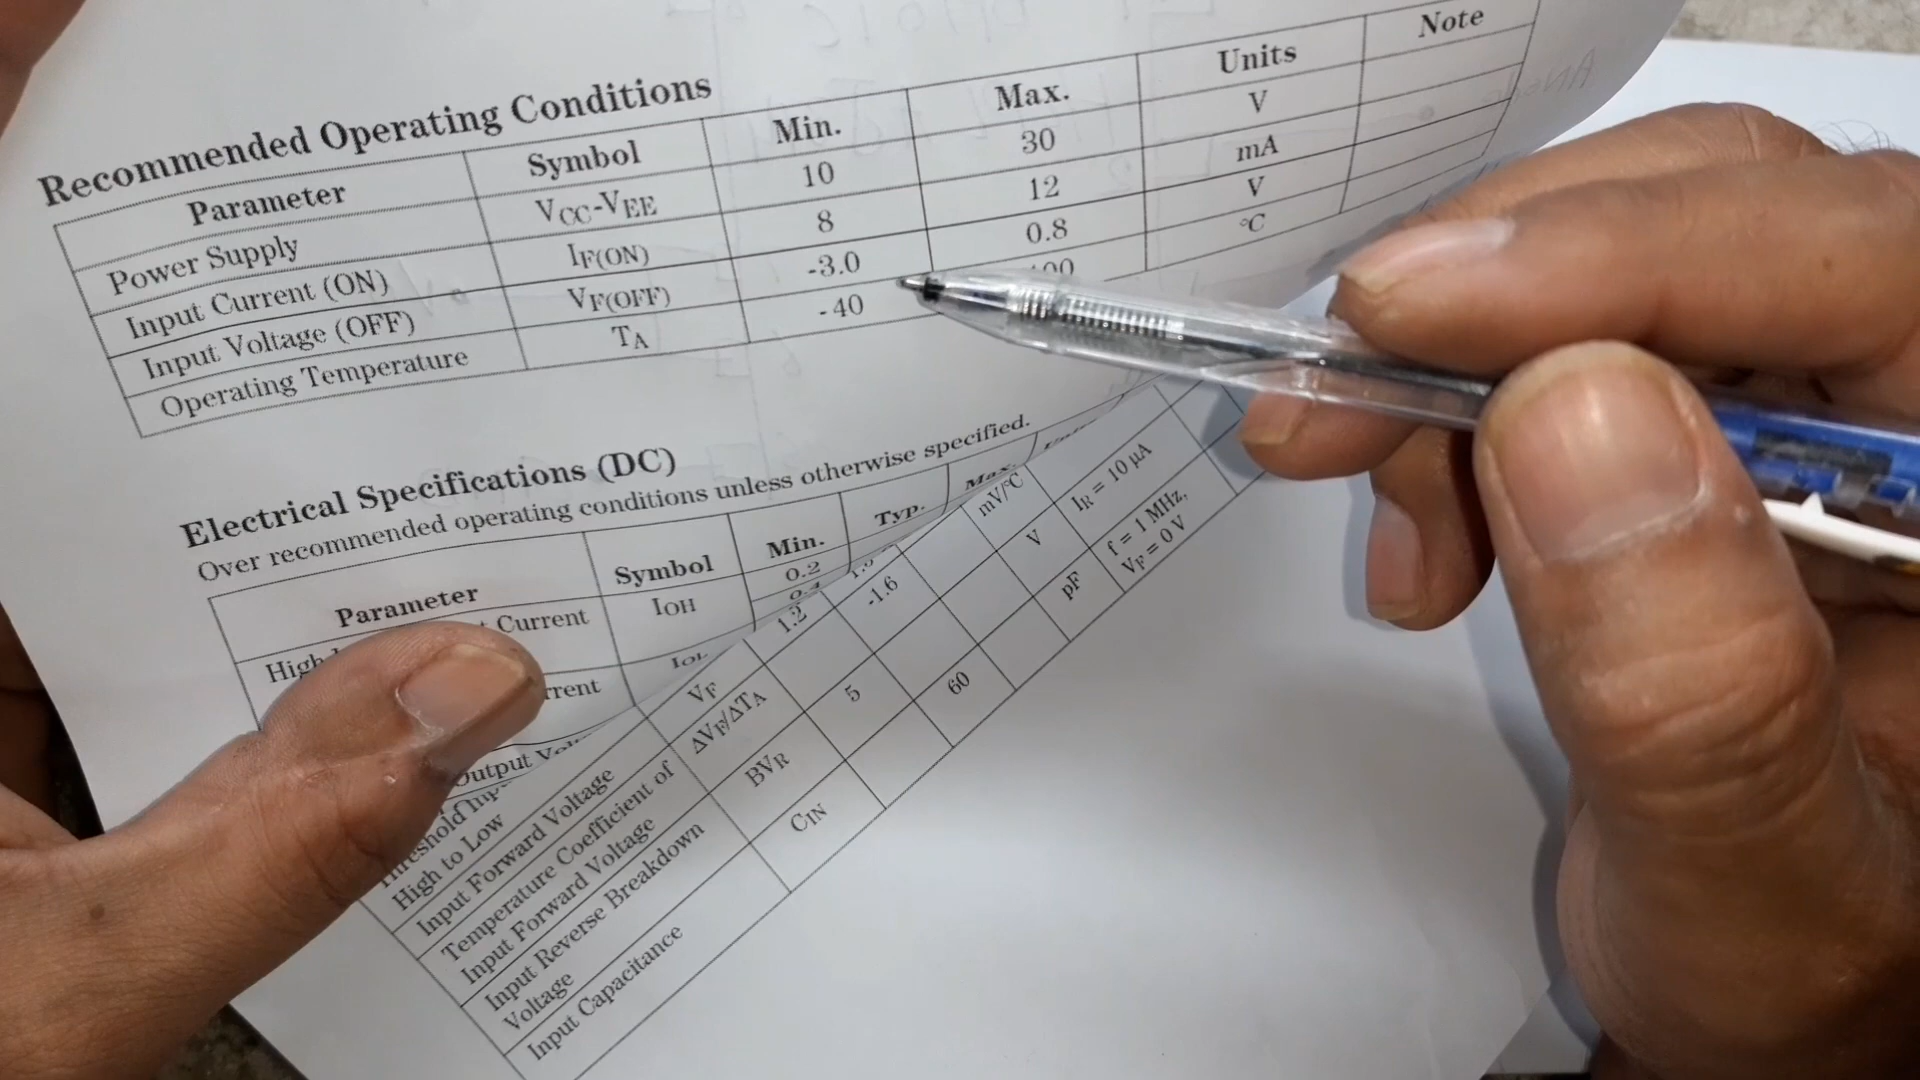 Recommended Operating Conditions
Parameter Symbol Min. Max. Units Note
Power Supply VCC-VEE 10 30 V
Input Current (ON) IF(ON) 8 12 mA
Input Voltage (OFF) VF(OFF) -3.0 0.8 V
Operating Temperature TA - 40 °C
Electrical Specifications (DC)
Over recommended operating conditions unless otherwise specified.
Parameter Symbol Min. Typ. Max.
Current IOH 0.2
0.4
IOL
Output
High to Low
Input Forward Voltage VF 1.2
Temperature Coefficient of ΔVF/ΔTA -1.6 mV/°C
Input Forward Voltage
Input Reverse Breakdown BVR 5 V IR = 10 µA
Voltage
Input Capacitance CIN 60 pF f = 1 MHz,
VF = 0 V